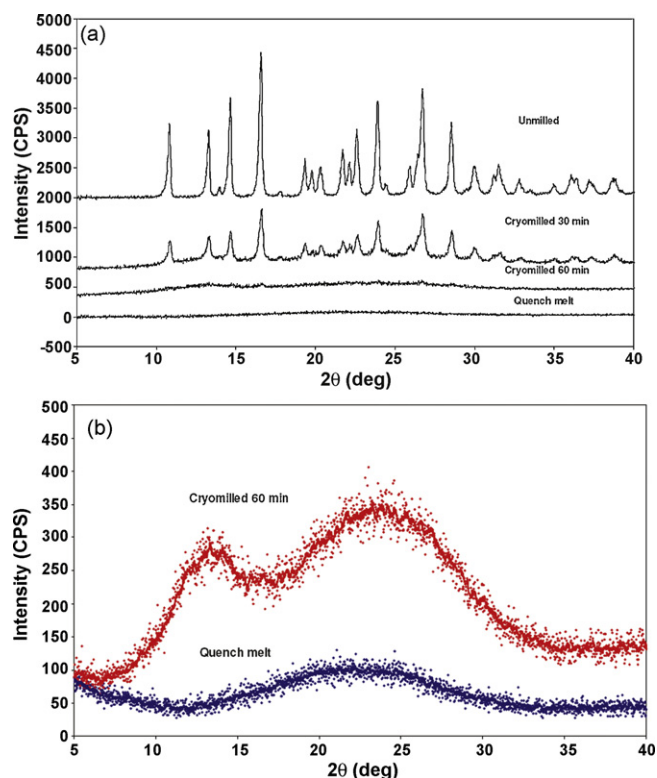 (a)
5000
4500
4000
3500
3000
2500
2000
1500
1000
500
0
-500
Intensity (CPS)
Unmilled
Cryomilled 30 min
Cryomilled 60 min
Quench melt
5 10 15 20 25 30 35 40
2θ (deg)
(b)
500
450
400
350
300
250
200
150
100
50
0
Intensity (CPS)
Cryomilled 60 min
Quench melt
5 10 15 20 25 30 35 40
2θ (deg)